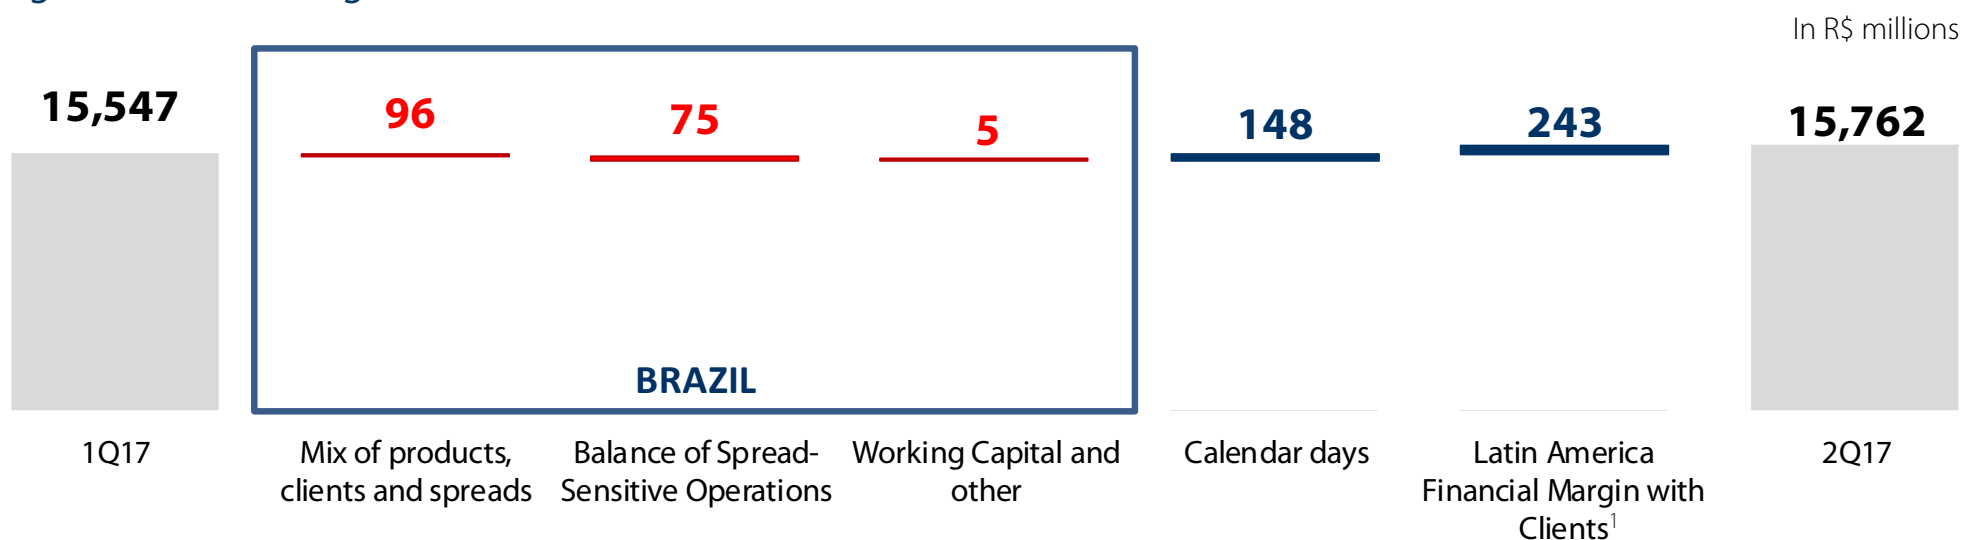 In R$ millions
15,547
96
75
5
148
243
15,762
BRAZIL
1Q17
Mix of products,
clients and spreads
Balance of Spread-
Sensitive Operations
Working Capital and
other
Calendar days
Latin America
Financial Margin with
Clients1
2Q17